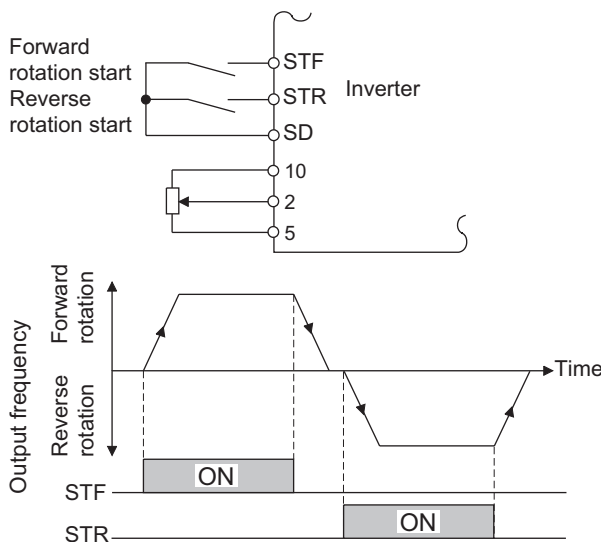 Forward
rotation start
Reverse
rotation start
STF
STR
SD
Inverter
10
2
5
Output frequency
Forward
rotation
Reverse
rotation
Time
ON
STF
ON
STR